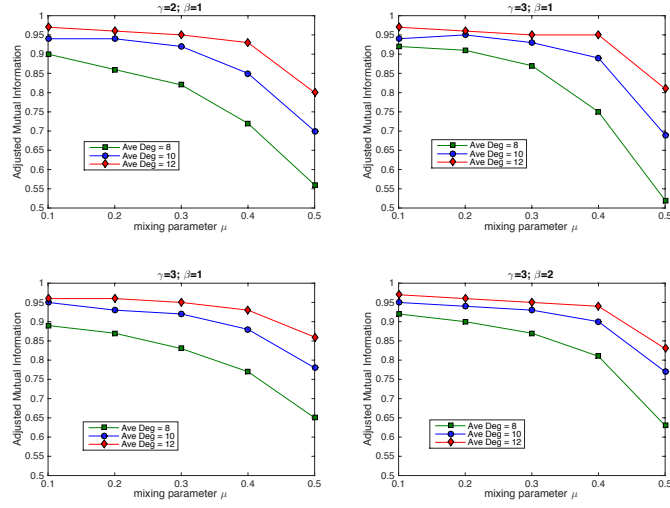 γ=2; β=1
Adjusted Mutual Information
1
0.95
0.9
0.85
0.8
0.75
0.7
0.65
0.6
0.55
0.5
Ave Deg = 8
Ave Deg = 10
Ave Deg = 12
0.1 0.2 0.3 0.4 0.5
mixing parameter μ
γ=3; β=1
Adjusted Mutual Information
1
0.95
0.9
0.85
0.8
0.75
0.7
0.65
0.6
0.55
0.5
Ave Deg = 8
Ave Deg = 10
Ave Deg = 12
0.1 0.2 0.3 0.4 0.5
mixing parameter μ
γ=3; β=1
Adjusted Mutual Information
1
0.95
0.9
0.85
0.8
0.75
0.7
0.65
0.6
0.55
0.5
Ave Deg = 8
Ave Deg = 10
Ave Deg = 12
0.1 0.2 0.3 0.4 0.5
mixing parameter μ
γ=3; β=2
Adjusted Mutual Information
1
0.95
0.9
0.85
0.8
0.75
0.7
0.65
0.6
0.55
0.5
Ave Deg = 8
Ave Deg = 10
Ave Deg = 12
0.1 0.2 0.3 0.4 0.5
mixing parameter μ